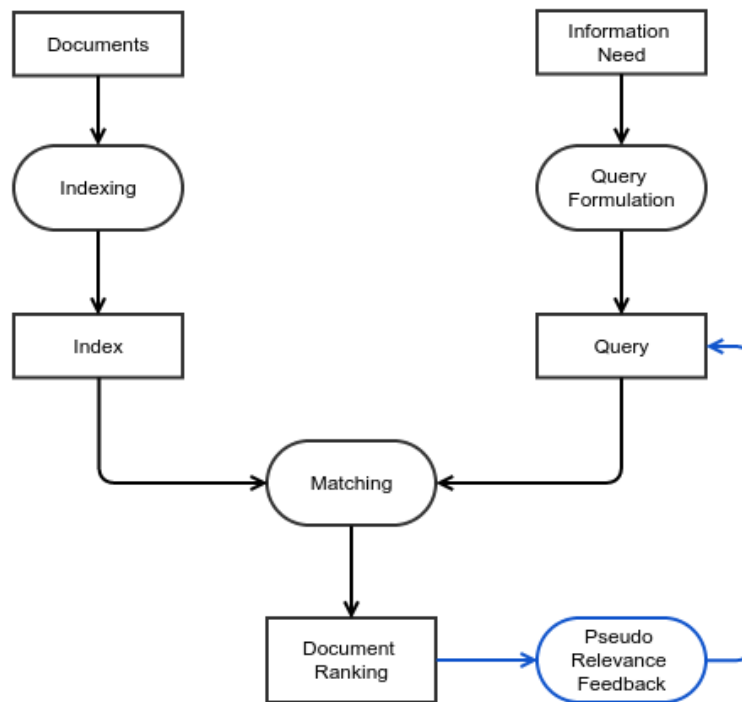 Documents
Information
Need
Indexing
Query
Formulation
Index
Query
Matching
Document
Ranking
Pseudo
Relevance
Feedback